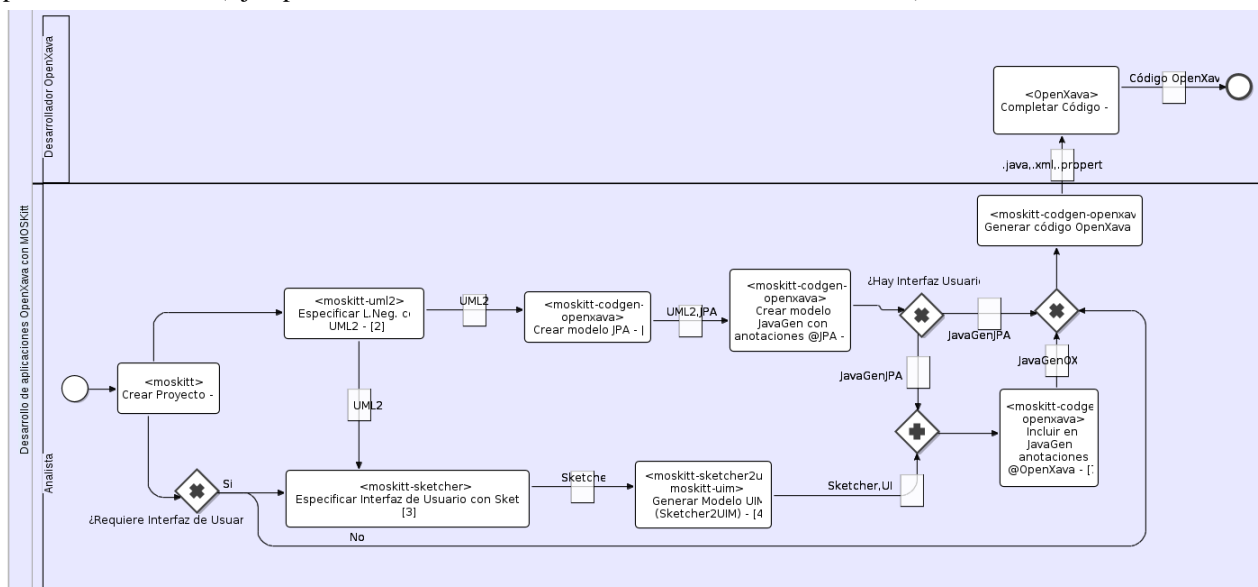 Desarrollo de aplicaciones OpenXava con MOSKitt
Desarrollador OpenXava
<OpenXava>
Completar Código -
Código OpenXav
.java,.xml,.propert
Analista
<moskitt-codgen-openxav
Generar código OpenXava
<moskitt>
Crear Proyecto -
<moskitt-uml2>
Especificar L.Neg. c
UML2 - [2]
UML2
<moskitt-codgen-
openxava>
Crear modelo JPA - [
UML2,JPA
<moskitt-codgen-
openxava>
Crear modelo
JavaGen con
anotaciones @JPA -
¿Hay Interfaz Usuari
JavaGenJPA
JavaGenJPA
JavaGenOX
<moskitt-codge
openxava>
Incluir en
JavaGen
anotaciones
@OpenXava - [
UML2
¿Requiere Interfaz de Usuar
Si
No
<moskitt-sketcher>
Especificar Interfaz de Usuario con Sket
[3]
Sketche
<moskitt-sketcher2u
moskitt-uim>
Generar Modelo UIM
(Sketcher2UIM) - [4
Sketcher,UI